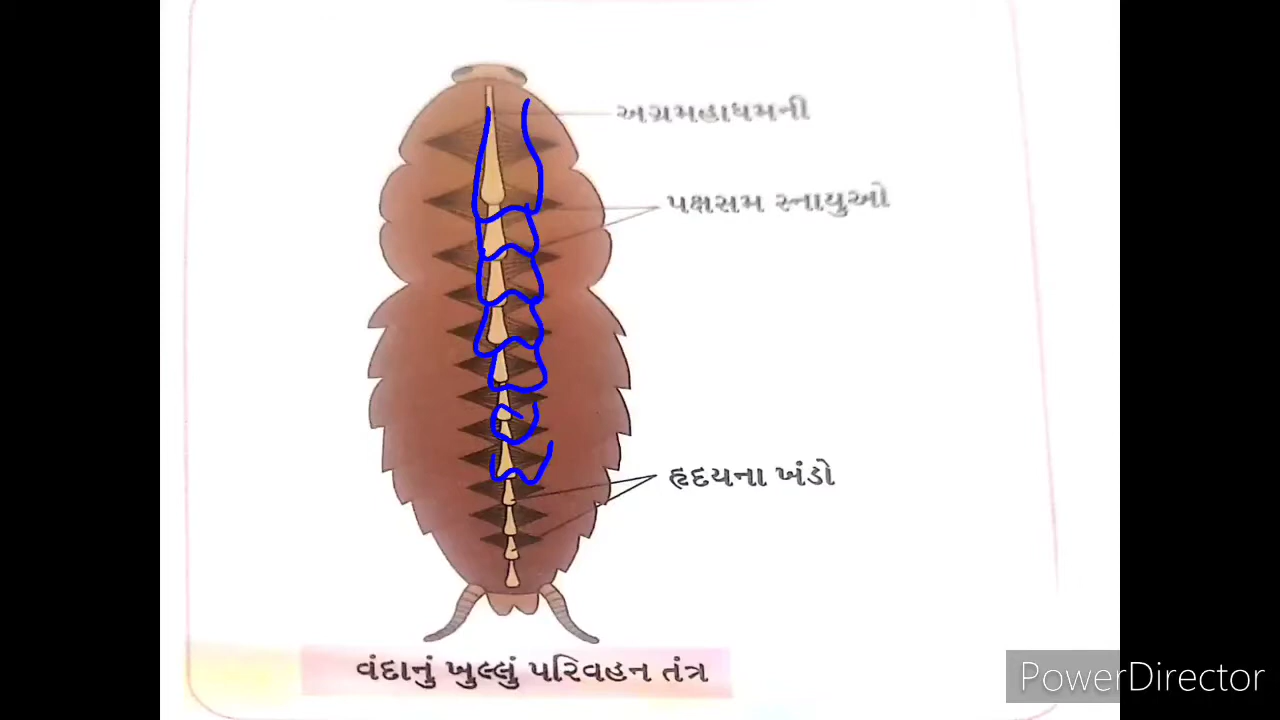 અગ્રમહાધમની
પક્ષસમ સ્નાયુઓ
હૃદયના ખંડો
વંદાનું ખુલ્લું પરિવહન તંત્ર
PowerDirector